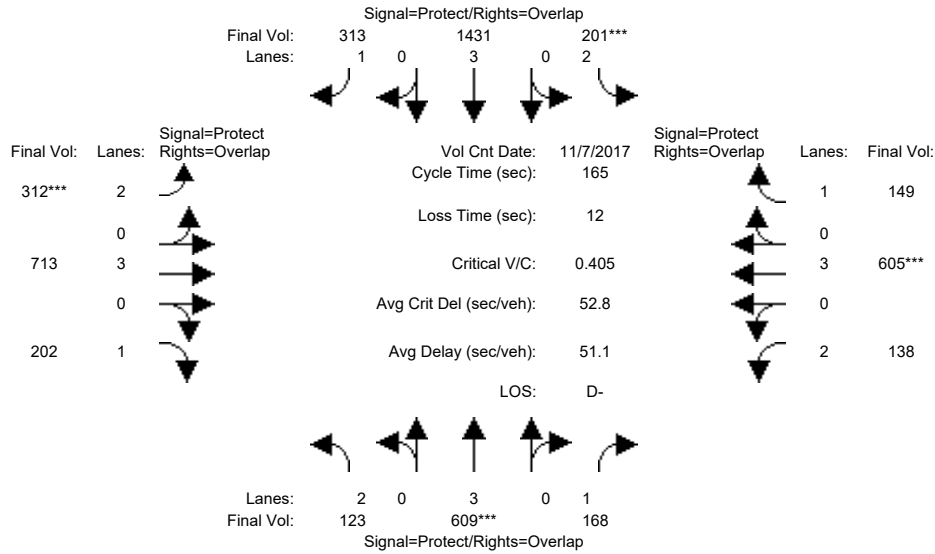 Signal=Protect/Rights=Overlap
Final Vol: 313 1431 201***
Lanes: 1 0 3 0 2
Signal=Protect Signal=Protect
Final Vol: Lanes: Rights=Overlap Vol Cnt Date: 11/7/2017 Rights=Overlap Lanes: Final Vol:
Cycle Time (sec): 165
312*** 2 1 149
Loss Time (sec): 12
0 0
713 3 Critical V/C: 0.405 3 605***
0 Avg Crit Del (sec/veh): 52.8 0
202 1 Avg Delay (sec/veh): 51.1 2 138
LOS: D-
Lanes: 2 0 3 0 1
Final Vol: 123 609*** 168
Signal=Protect/Rights=Overlap